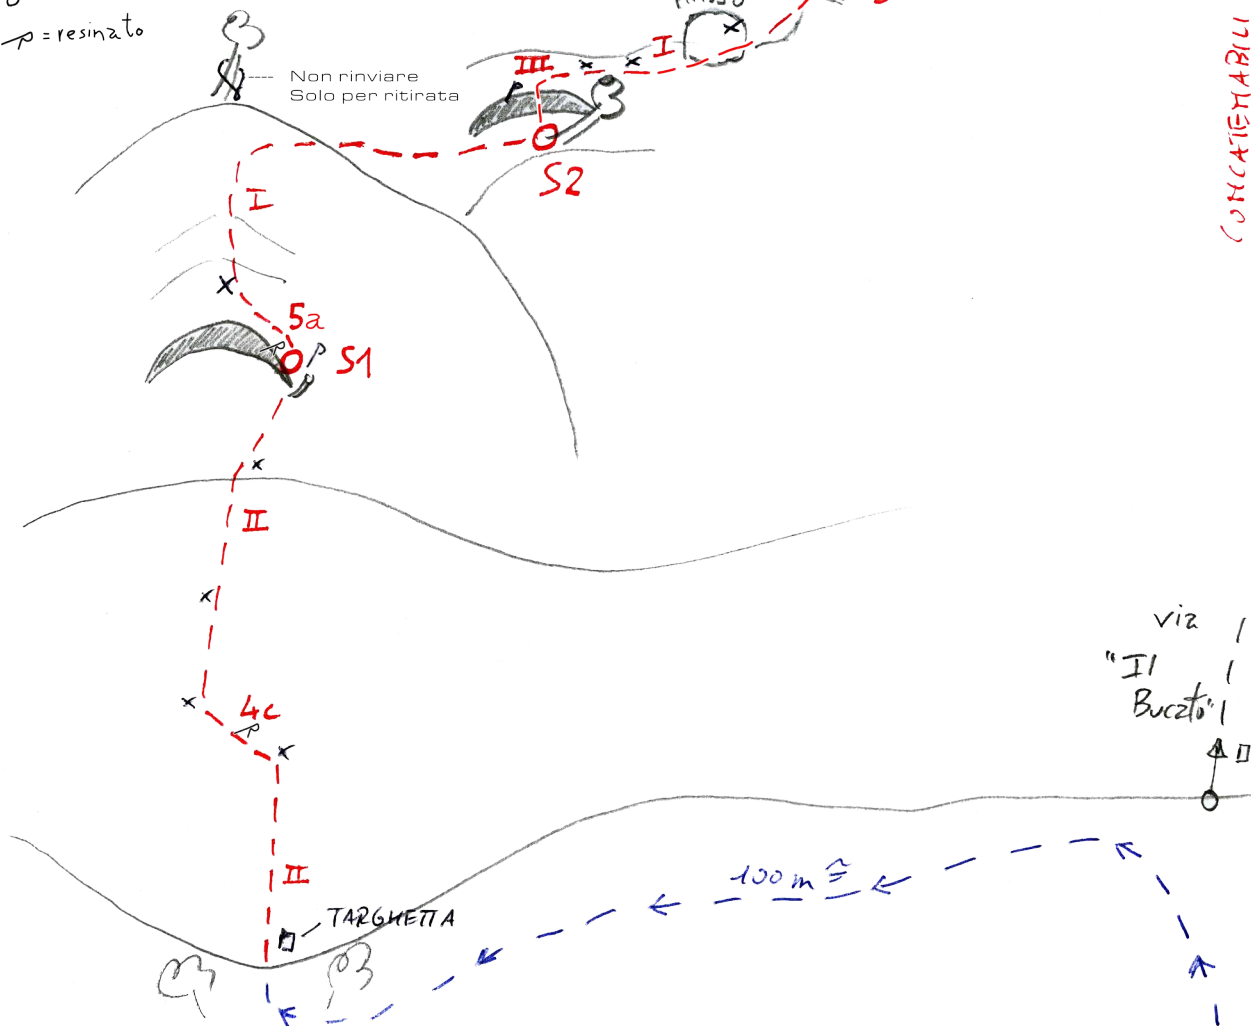 = resinato
Non rinviare
Solo per ritirata
I
III
S2
I
5a
S1
II
4c
II
TARGHETTA
100 m ≅
via
"Il
Bucato"
CONCATENABILI